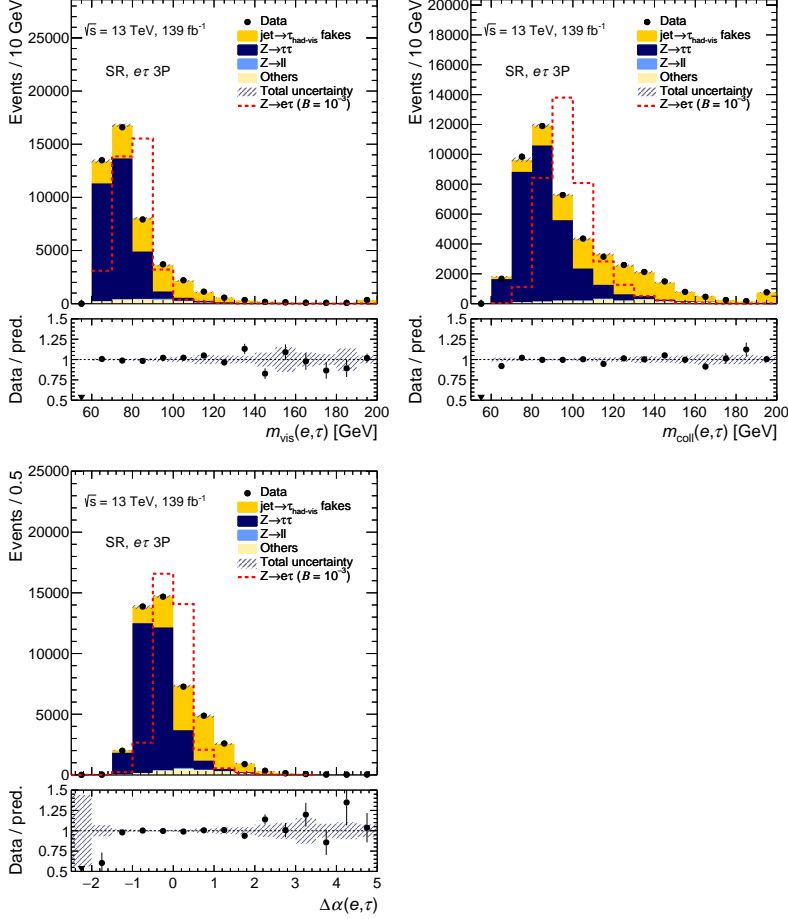 Events / 10 GeV
25000
20000
15000
10000
5000
0
√s = 13 TeV, 139 fb⁻¹
SR, eτ 3P
Data
jet→τhad-vis fakes
Z→ττ
Z→ll
Others
Total uncertainty
Z→eτ (B = 10⁻³)
Data / pred.
1.5
1.25
1
0.75
0.5
60 80 100 120 140 160 180 200
mvis(e,τ) [GeV]
Events / 10 GeV
20000
18000
16000
14000
12000
10000
8000
6000
4000
2000
0
√s = 13 TeV, 139 fb⁻¹
SR, eτ 3P
Data
jet→τhad-vis fakes
Z→ττ
Z→ll
Others
Total uncertainty
Z→eτ (B = 10⁻³)
Data / pred.
1.5
1.25
1
0.75
0.5
60 80 100 120 140 160 180 200
mcoll(e,τ) [GeV]
Events / 0.5
25000
20000
15000
10000
5000
0
√s = 13 TeV, 139 fb⁻¹
SR, eτ 3P
Data
jet→τhad-vis fakes
Z→ττ
Z→ll
Others
Total uncertainty
Z→eτ (B = 10⁻³)
Data / pred.
1.5
1.25
1
0.75
0.5
−2 −1 0 1 2 3 4 5
Δα(e,τ)